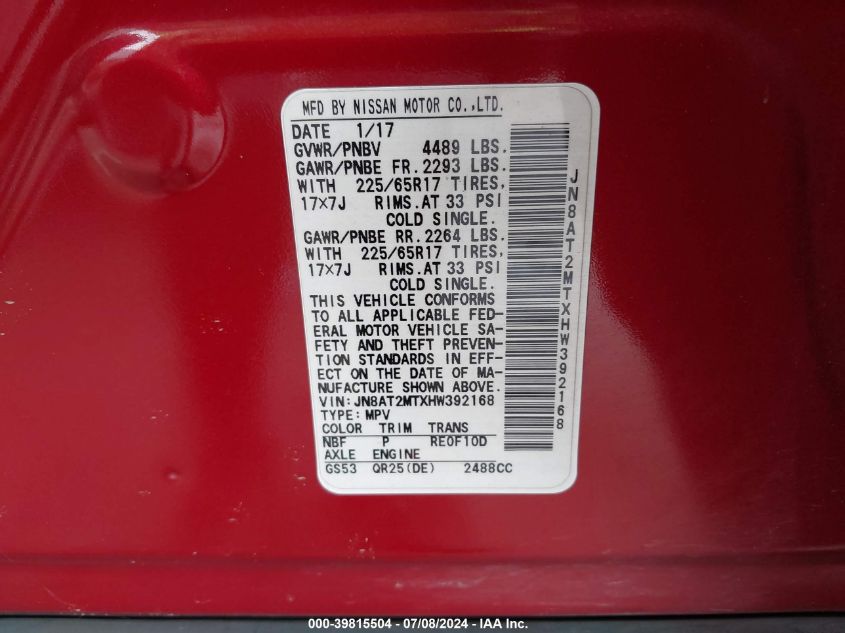 MFD BY NISSAN MOTOR CO.,LTD.
DATE 1/17
GVWR/PNBV 4489 LBS.
GAWR/PNBE FR.2293 LBS.
WITH 225/65R17 TIRES,
17×7J RIMS.AT 33 PSI
COLD SINGLE.
GAWR/PNBE RR.2264 LBS.
WITH 225/65R17 TIRES,
17×7J RIMS.AT 33 PSI
COLD SINGLE.
THIS VEHICLE CONFORMS
TO ALL APPLICABLE FED-
ERAL MOTOR VEHICLE SA-
FETY AND THEFT PREVEN-
TION STANDARDS IN EFF-
ECT ON THE DATE OF MA-
NUFACTURE SHOWN ABOVE.
VIN:JN8AT2MTXHW392168
TYPE:MPV
COLOR TRIM TRANS
NBF P RE0F10D
AXLE ENGINE
GS53 QR25(DE) 2488CC
JN8AT2MTXHW392168
000-39815504 - 07/08/2024 - IAA Inc.